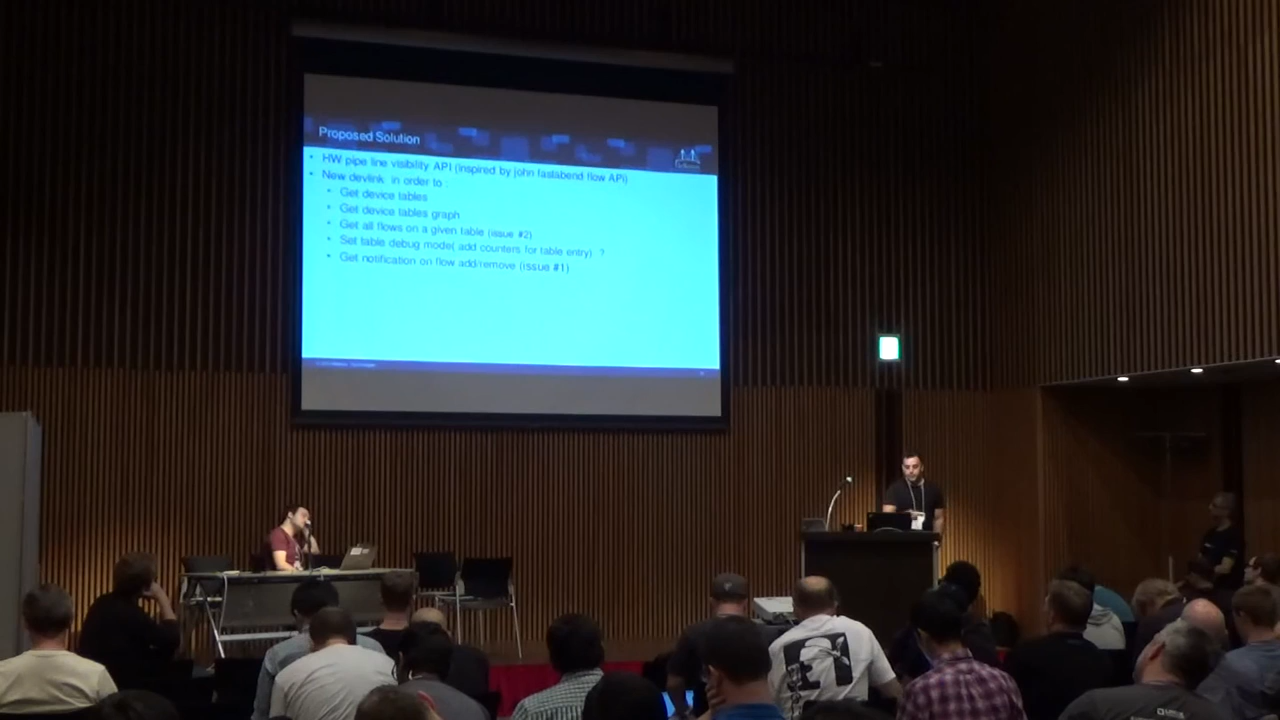 Proposed Solution
• HW pipe line visibility API (inspired by john fastabend flow API)
• New devlink in order to :
• Get device tables
• Get device tables graph
• Get all flows on a given table (issue #2)
• Set table debug mode( add counters for table entry) ?
• Get notification on flow add/remove (issue #1)